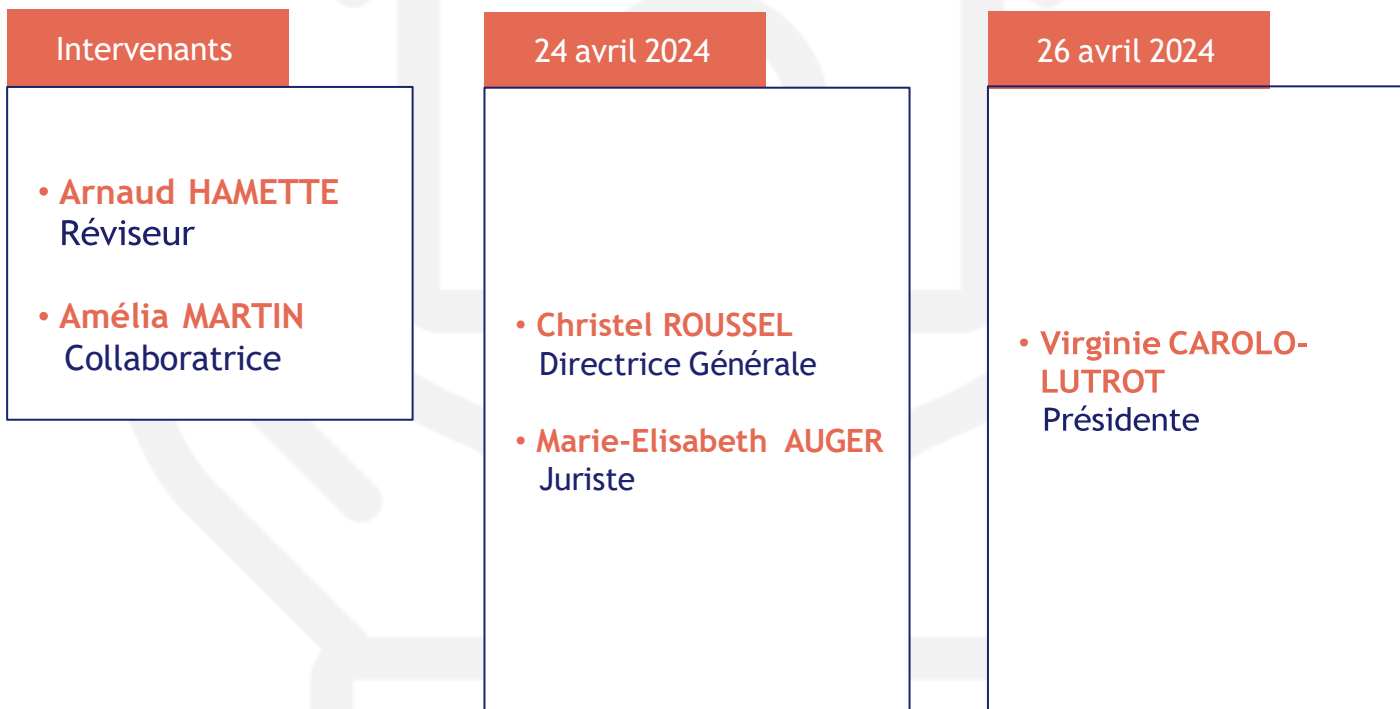 Intervenants
• Arnaud HAMETTE
Réviseur
• Amélia MARTIN
Collaboratrice
24 avril 2024
• Christel ROUSSEL
Directrice Générale
• Marie-Elisabeth AUGER
Juriste
26 avril 2024
• Virginie CAROLO-
LUTROT
Présidente